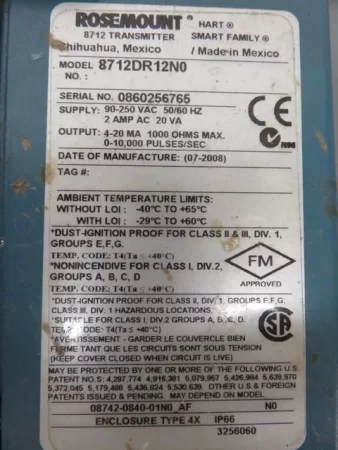 ROSEMOUNT® HART ®
8712 TRANSMITTER SMART FAMILY ®
Chihuahua, Mexico / Made in Mexico
MODEL 8712DR12N0
NO. :
SERIAL NO. 0860256765
SUPPLY: 90-250 VAC 50/60 HZ
2 AMP AC 20 VA
OUTPUT: 4-20 MA 1000 OHMS MAX.
0-10,000 PULSES/SEC
CE
N96
DATE OF MANUFACTURE: (07-2008)
TAG #:
AMBIENT TEMPERATURE LIMITS:
WITHOUT LOI : -40°C TO +65°C
WITH LOI : -29°C TO +60°C
*DUST-IGNITION PROOF FOR CLASS II & III, DIV. 1,
GROUPS E,F,G.
TEMP. CODE: T4(Ta ≤ +40°C)
*NONINCENDIVE FOR CLASS I, DIV.2,
GROUPS A, B, C, D
TEMP. CODE: T4(Ta ≤ +40°C)
FM
APPROVED
*DUST-IGNITION PROOF FOR CLASS II, DIV. 1, GROUPS E,F,G;
CLASS III, DIV. 1 HAZARDOUS LOCATIONS,
*SUITABLE FOR CLASS I, DIV.2 GROUPS A, B, C, D,
TEMP. CODE: T4(Ta ≤ +40°C)
*AVERTISSEMENT - GARDER LE COUVERCLE BIEN
FERME TANT QUE LES CIRCUITS SONT SOUS TENSION
(KEEP COVER CLOSED WHEN CIRCUIT IS LIVE)
SA
MAY BE PROTECTED BY ONE OR MORE OF THE FOLLOWING U.S.
PATENT NO'S. 4,297,774 4,916,381 5,079,957 5,426,984 5,639,970
5,372,045 5,179,480 5,436,824 5,530,639. OTHER U.S & FOREIGN
PATENTS ISSUED & PENDING. MAY DEPEND ON MODEL
08742-0840-01N0_AF N0
ENCLOSURE TYPE 4X IP66
3256060